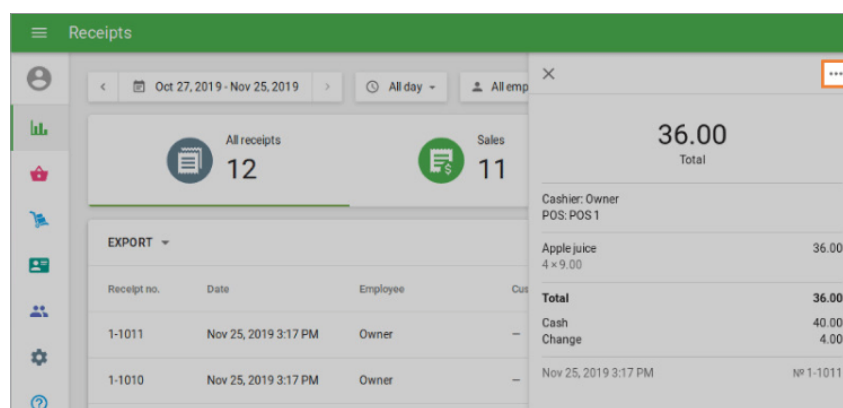 Receipts
Oct 27, 2019 - Nov 25, 2019
All day
All emp
All receipts
12
Sales
11
EXPORT
Receipt no. Date Employee Cus
1-1011 Nov 25, 2019 3:17 PM Owner —
1-1010 Nov 25, 2019 3:17 PM Owner —
36.00
Total
Cashier: Owner
POS: POS 1
Apple juice 36.00
4 × 9.00
Total 36.00
Cash 40.00
Change 4.00
Nov 25, 2019 3:17 PM № 1-1011